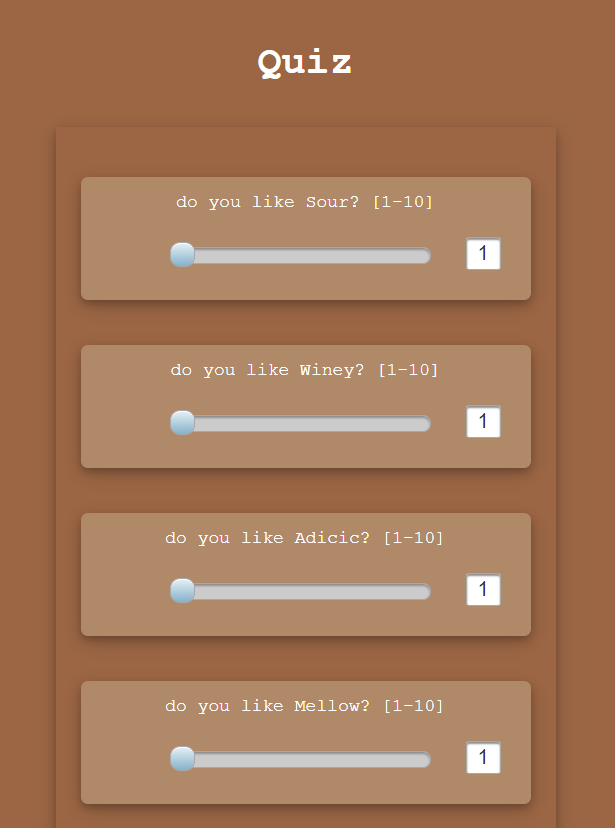 Quiz
do you like Sour? [1-10]
1
do you like Winey? [1-10]
1
do you like Adicic? [1-10]
1
do you like Mellow? [1-10]
1